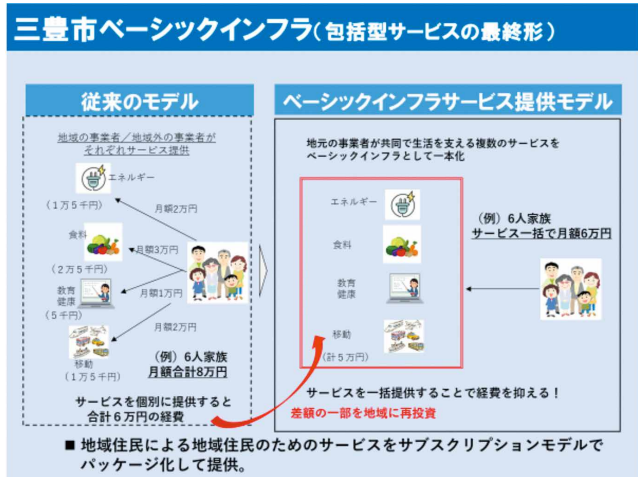 三豊市ベーシックインフラ（包括型サービスの最終形）
従来のモデル
地域の事業者／地域外の事業者が
それぞれサービス提供
エネルギー
（１万５千円）
月額2万円
食料
月額3万円
（２万５千円）
教育
健康
月額1万円
（５千円）
月額2万円
移動
（１万５千円）
（例）6人家族
月額合計8万円
サービスを個別に提供すると
合計６万円の経費
ベーシックインフラサービス提供モデル
地元の事業者が共同で生活を支える複数のサービスを
ベーシックインフラとして一本化
エネルギー
食料
教育
健康
移動
（計５万円）
（例）6人家族
サービス一括で月額6万円
サービスを一括提供することで経費を抑える！
差額の一部を地域に再投資
■ 地域住民による地域住民のためのサービスをサブスクリプションモデルで
パッケージ化して提供。